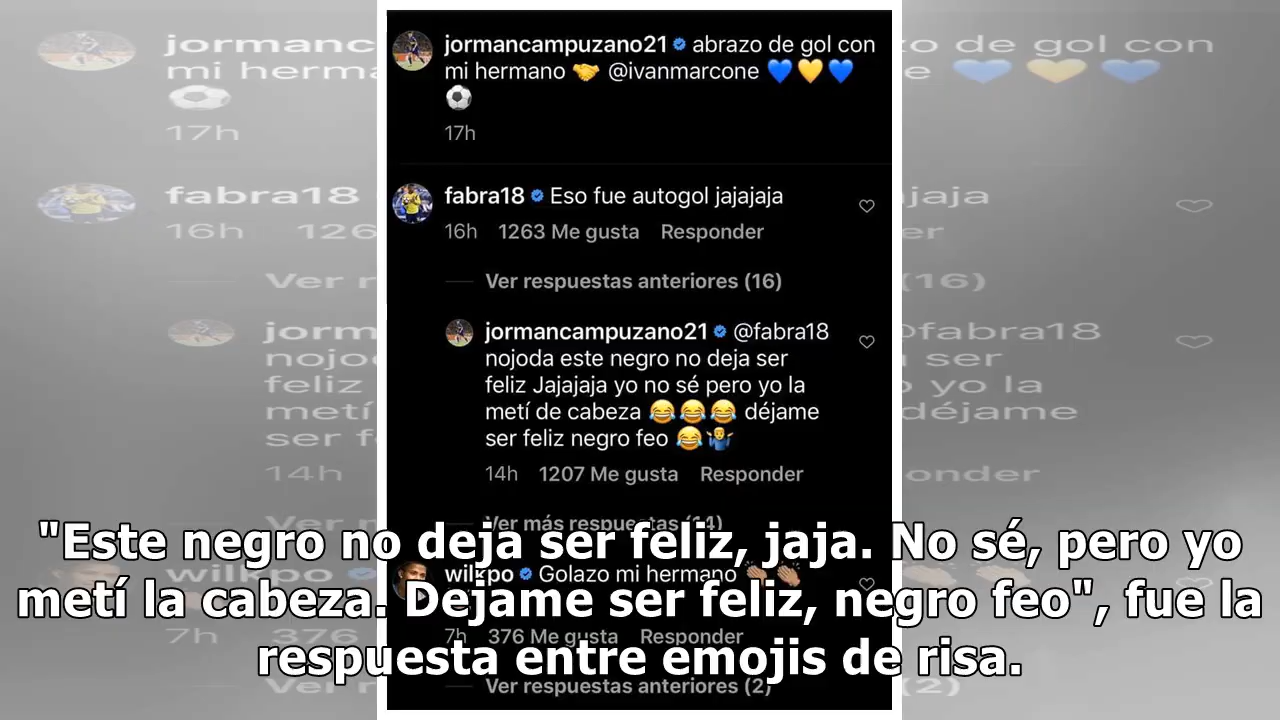 jormancampuzano21 abrazo de gol con
mi hermano 🤝 @ivanmarcone 💙💛💙
⚽
17h
fabra18 Eso fue autogol jajajaja
16h 1263 Me gusta Responder
Ver respuestas anteriores (16)
jormancampuzano21 @fabra18
nojoda este negro no deja ser
feliz Jajajaja yo no sé pero yo la
metí de cabeza 😂😂😂 déjame
ser feliz negro feo 😂🤷‍♂️
14h 1207 Me gusta Responder
Ver más respuestas (14)
wilkpo Golazo mi hermano 👏🏽👏🏽
7h 376 Me gusta Responder
Ver respuestas anteriores (2)
"Este negro no deja ser feliz, jaja. No sé, pero yo
metí la cabeza. Dejame ser feliz, negro feo", fue la
respuesta entre emojis de risa.